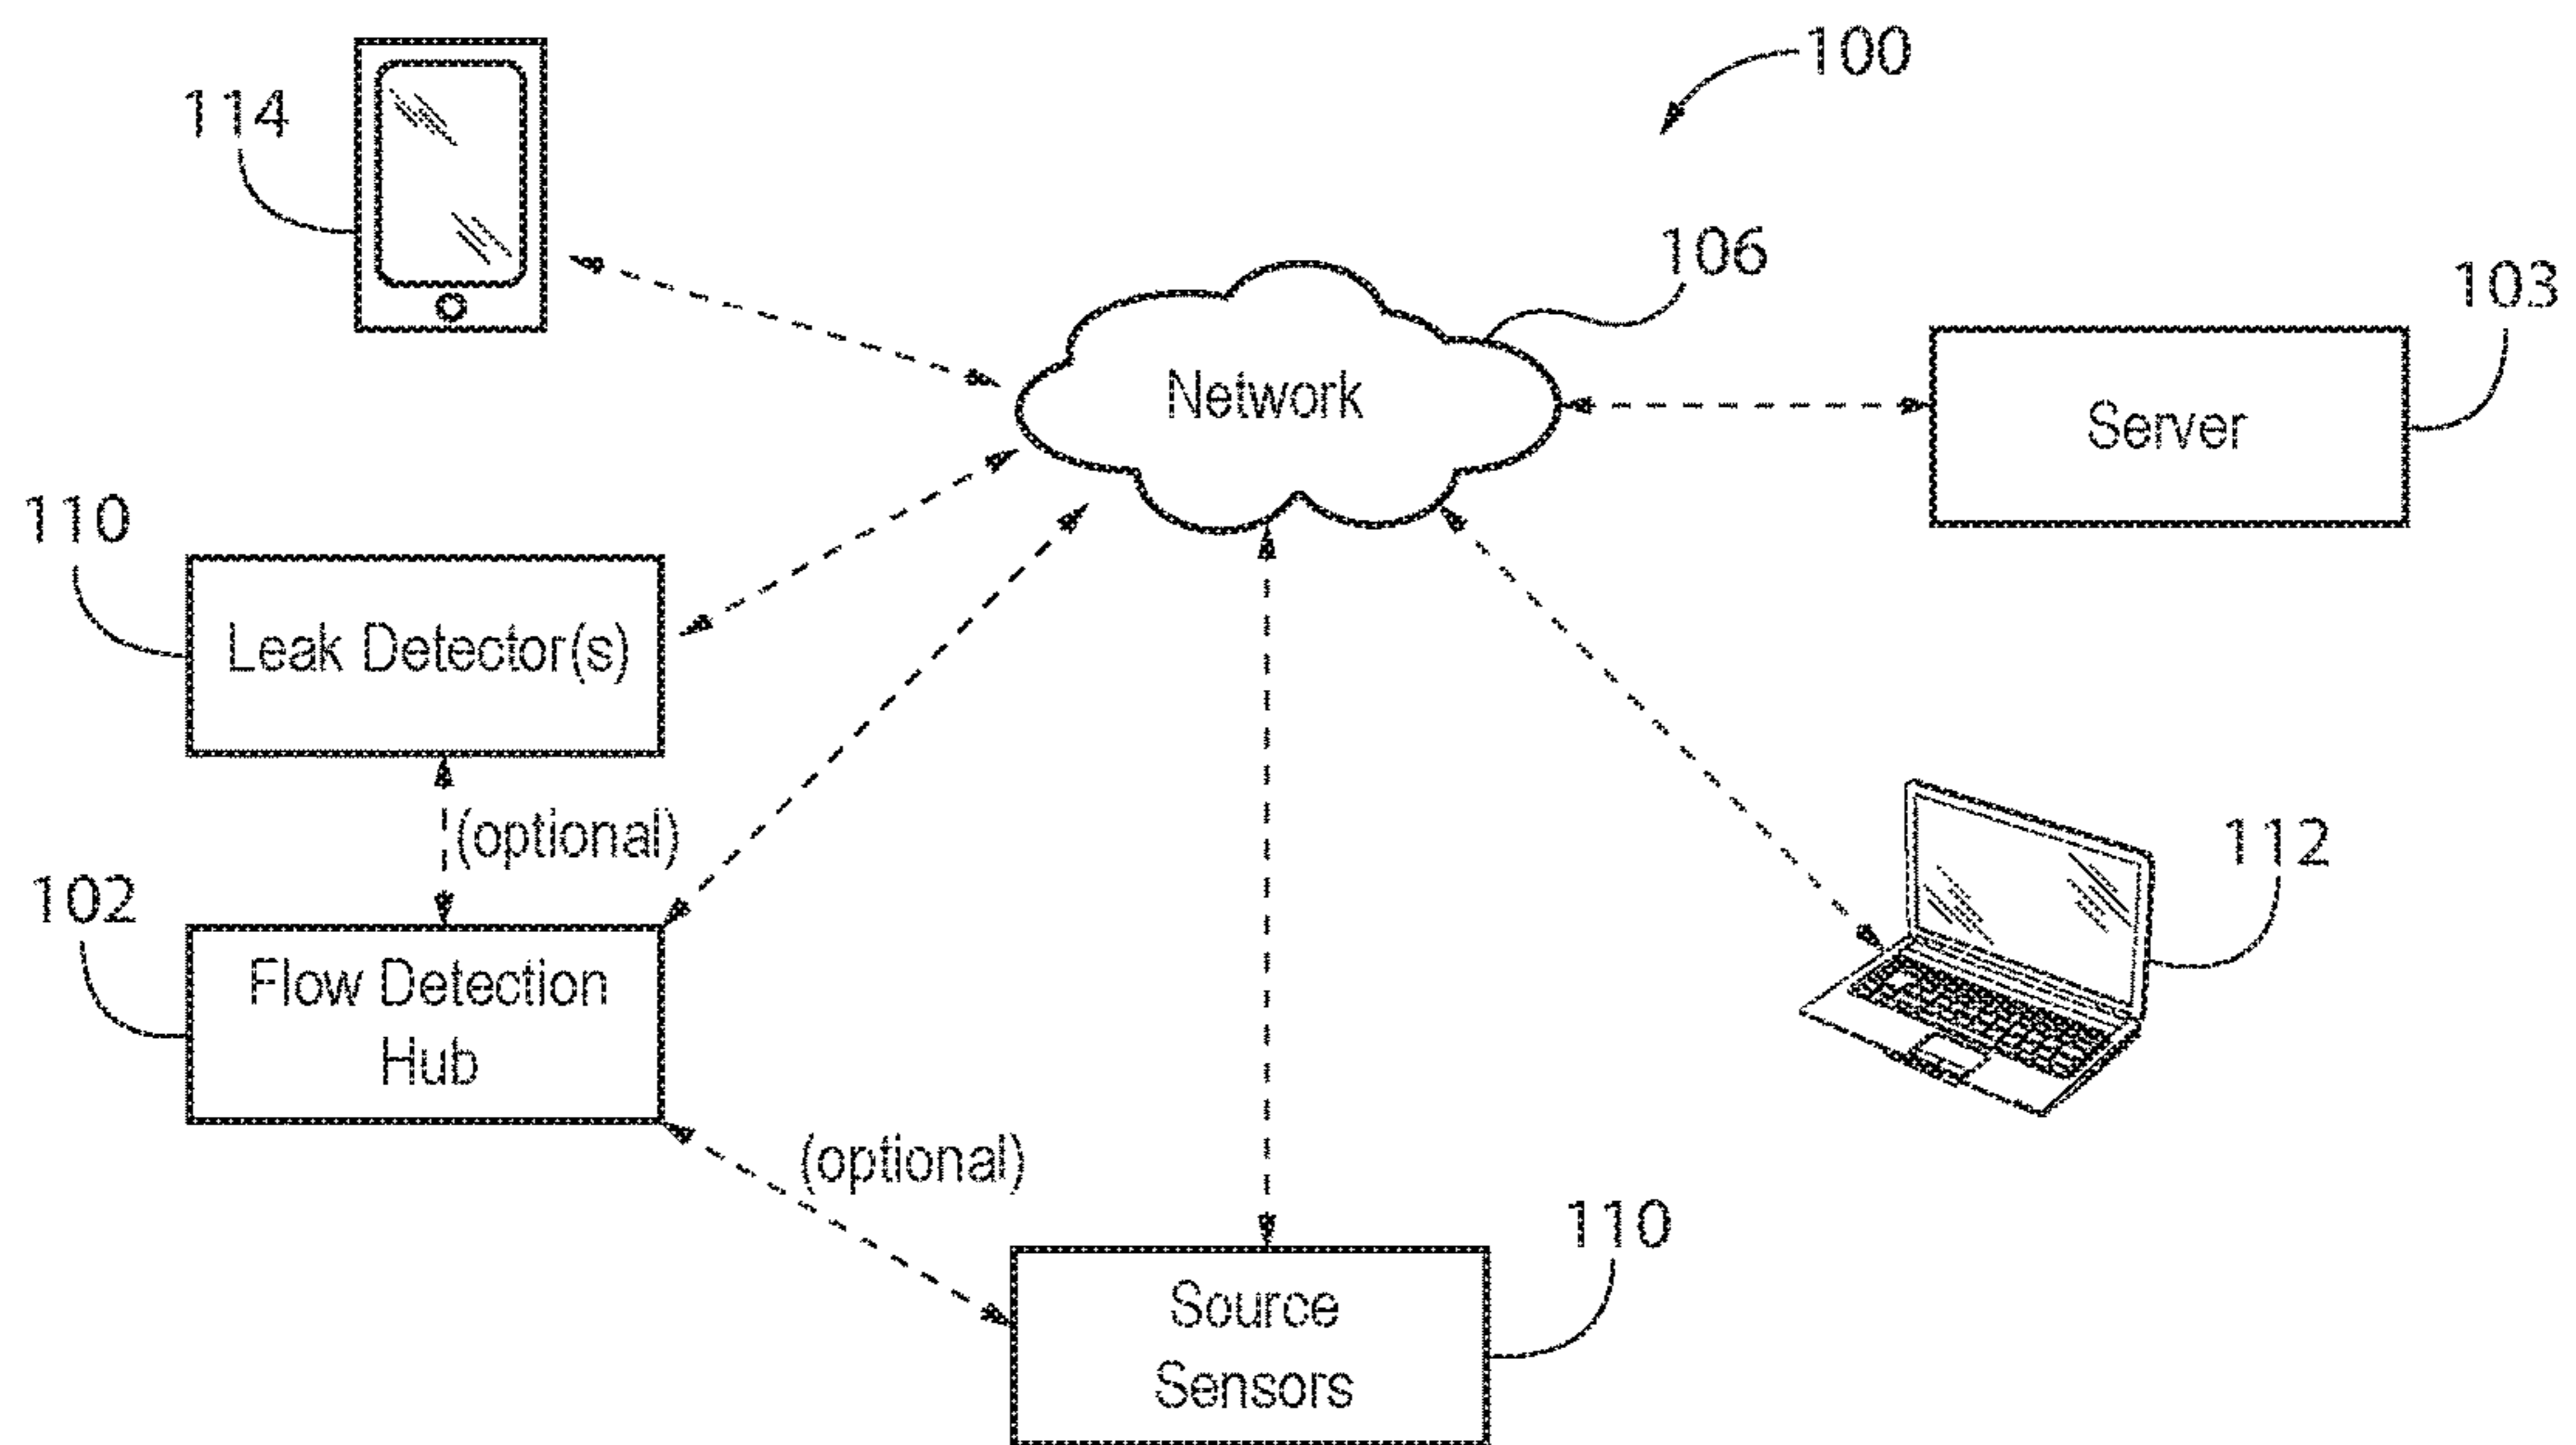 100
114
106
103
Network
Server
110
Leak Detector(s)
(optional)
112
102
Flow Detection
Hub
(optional)
110
Source
Sensors